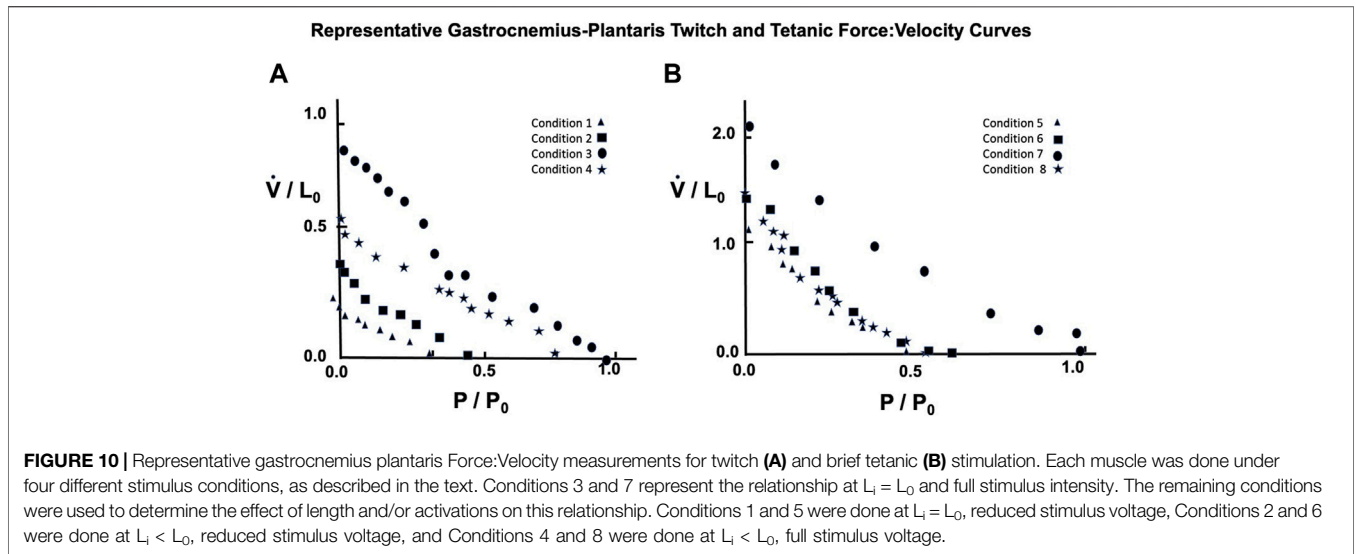 Representative Gastrocnemius-Plantaris Twitch and Tetanic Force:Velocity Curves
A
1.0
0.5
0.0
V̇ / L₀
Condition 1 ▲
Condition 2 ■
Condition 3 ●
Condition 4 ★
0.0 0.5 1.0
P / P₀
B
2.0
1.0
0.0
V̇ / L₀
Condition 5 ▲
Condition 6 ■
Condition 7 ●
Condition 8 ★
0.0 0.5 1.0
P / P₀
FIGURE 10 | Representative gastrocnemius plantaris Force:Velocity measurements for twitch (A) and brief tetanic (B) stimulation. Each muscle was done under
four different stimulus conditions, as described in the text. Conditions 3 and 7 represent the relationship at Lᵢ = L₀ and full stimulus intensity. The remaining conditions
were used to determine the effect of length and/or activations on this relationship. Conditions 1 and 5 were done at Lᵢ = L₀, reduced stimulus voltage, Conditions 2 and 6
were done at Lᵢ < L₀, reduced stimulus voltage, and Conditions 4 and 8 were done at Lᵢ < L₀, full stimulus voltage.